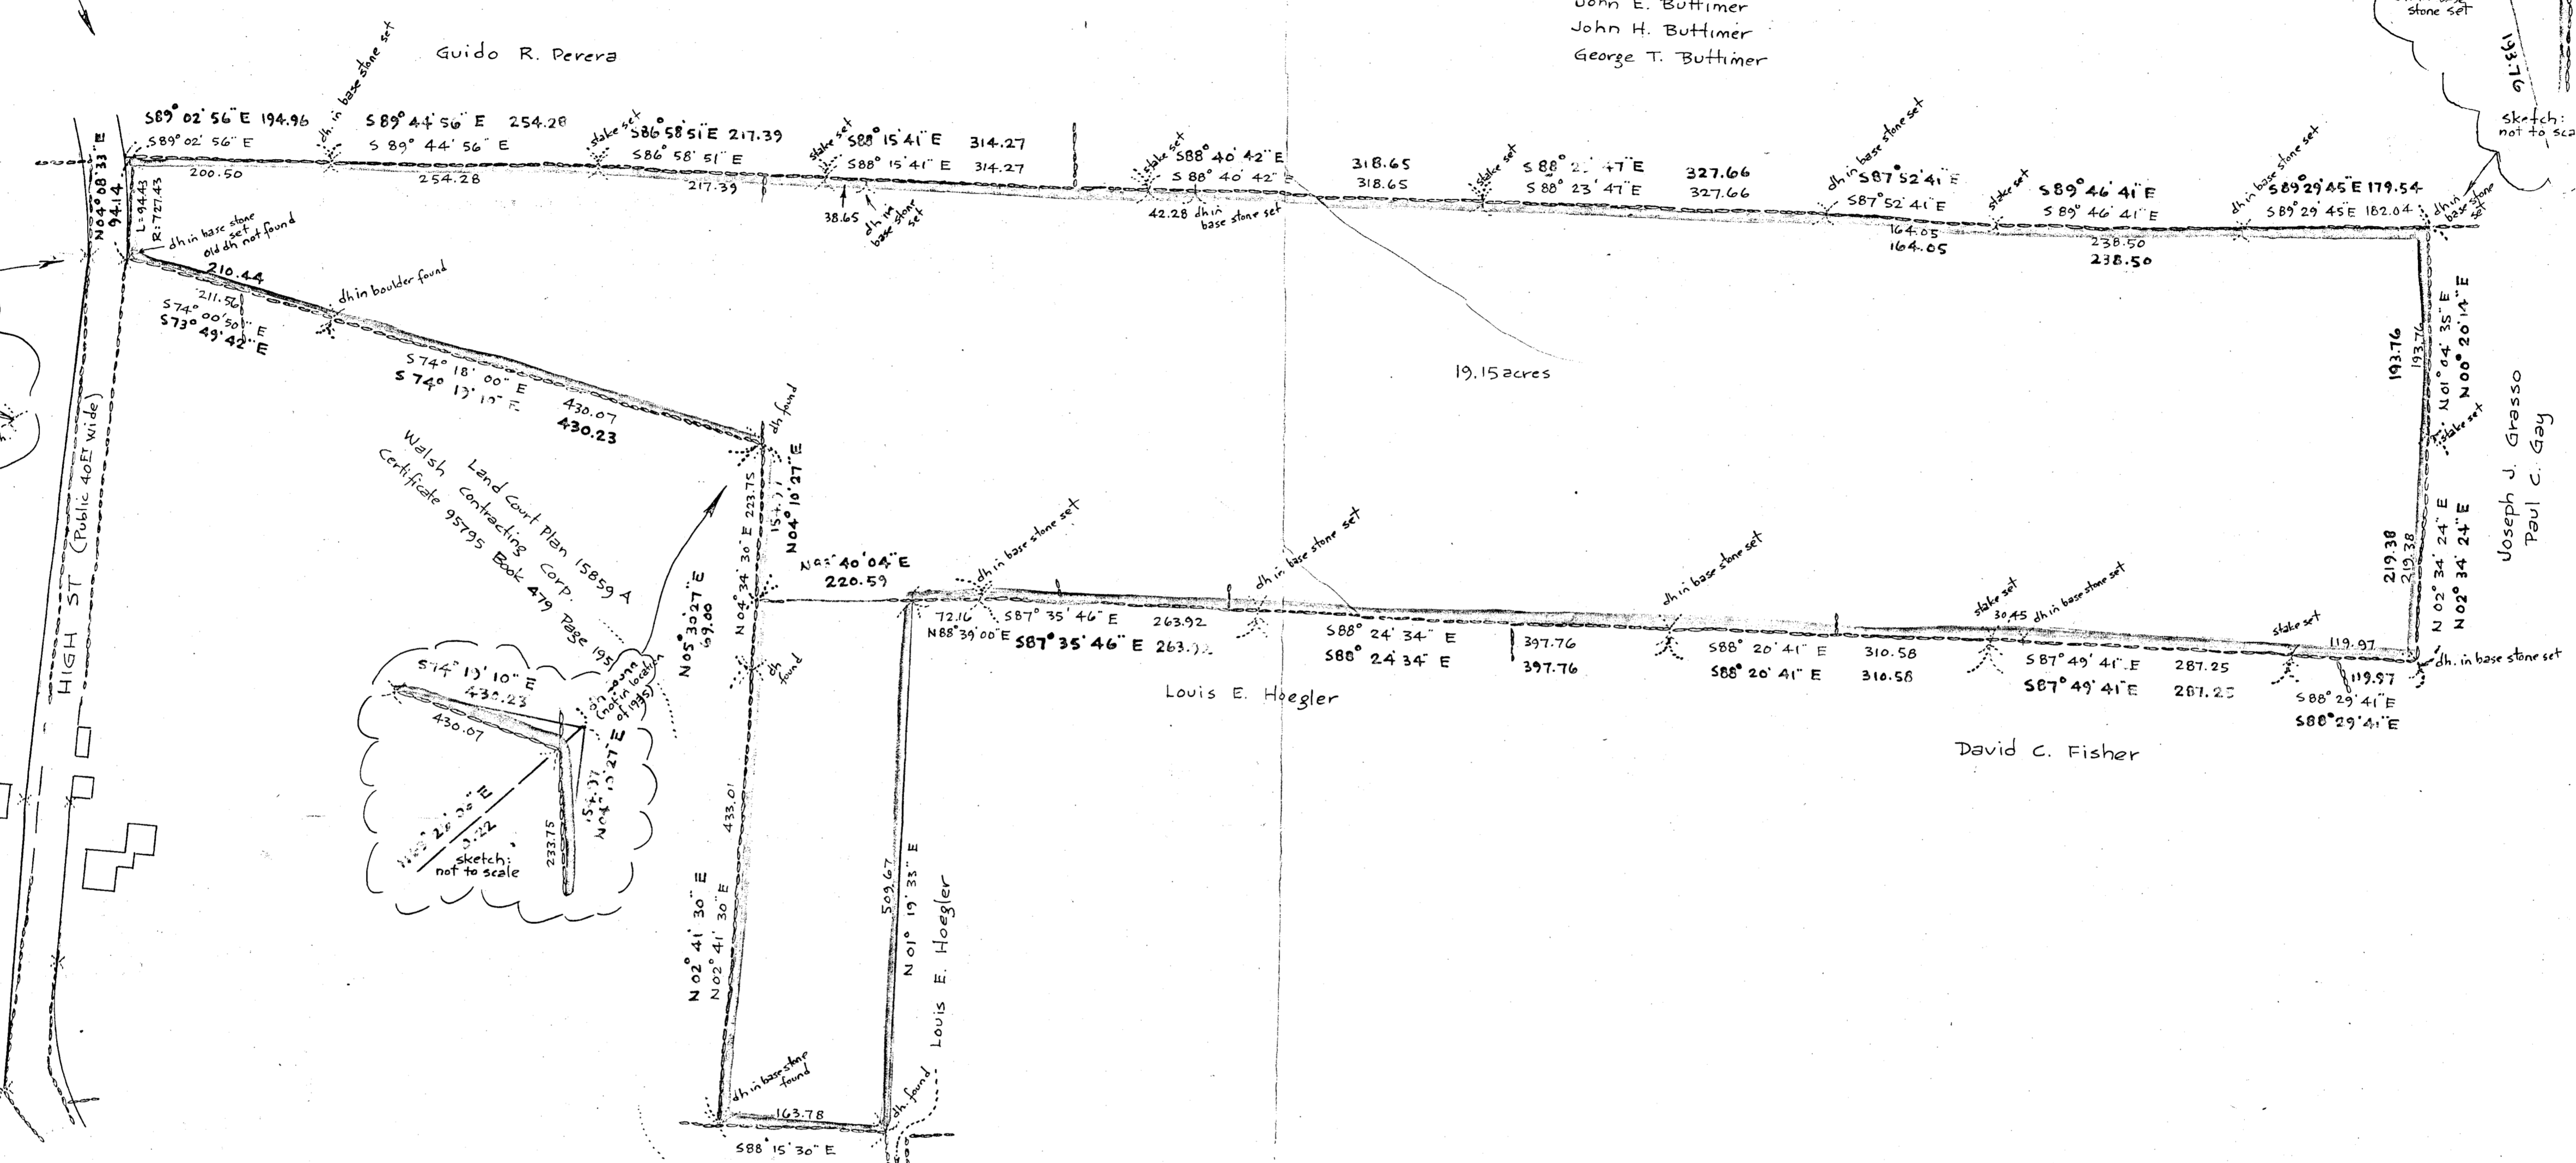 John E. Buttimer
John H. Buttimer
George T. Buttimer
stone set
193.76
sketch:
not to sca
Guido R. Perera
dh. in base stone set
S89° 02' 56" E 194.96
S89° 02' 56" E
200.50
S89° 44' 56" E 254.28
S 89° 44' 56" E
254.28
stake set
S86° 58' 51" E 217.39
S86° 58' 51" E
217.39
stake set
S88° 15' 41" E 314.27
S88° 15' 41" E 314.27
38.65
dh in
base stone
set
stake set
S88° 40' 42" E
S 88° 40' 42" E
318.65
318.65
42.28 dh in
base stone set
stake set
327.66
S 88° 23' 47" E 327.66
dh in base stone set
S87° 52' 41" E
S87° 52' 41" E
164.05
164.05
stake set
S89° 46' 41" E
S 89° 46' 41" E
238.50
238.50
dh in base stone set
S89° 29' 45" E 179.54
S 89° 29' 45" E 182.04
dh in
base stone
set
N04° 08' 33" E
94.14
L=94.43
R=727.43
dh in base stone
set
old dh not found
210.44
211.56
S74° 00' 50" E
S73° 49' 42" E
dh in boulder found
S74° 18' 00" E
430.07
430.23
dh found
19.15 acres
193.76
193.76
N01° 04' 35" E
N00° 20' 14" E
stake set
Joseph J. Grasso
Paul C. Gay
219.38
219.38
N 02° 34' 24" E
N 02° 34' 24" E
HIGH ST (Public 40FT wide)
Land Court Plan 15859 A
Walsh Contracting Corp.
Certificate 95795 Book 479 Page 195
N04° 34' 30" E 223.75
N04° 10' 27" E
N05° 30' 27" E
69.00
40' 04" E
220.59
dh in base stone set
72.16
N88° 39' 00" E
S87° 35' 46" E 263.92
S87° 35' 46" E
dh in base stone set
S88° 24' 34" E 397.76
S88° 24' 34" E 397.76
dh in base stone set
S88° 20' 41" E 310.58
S88° 20' 41" E 310.58
stake set
30.45 dh in base stone set
S87° 49' 41" E 287.25
S87° 49' 41" E
stake set
119.97
119.97
S88° 29' 41" E
S88° 29' 41" E
dh. in base stone set
Louis E. Hoegler
David C. Fisher
dh
found
S74° 19' 10" E
430.23
430.07
(not in location
of 1935)
233.75
sketch:
not to scale
433.01
N02° 41' 30" E
N02° 41' 30" E
509.67
N01° 19' 33" E
Louis E. Hoegler
dh in base stone
found
163.78
S88° 15' 30" E
dh. found